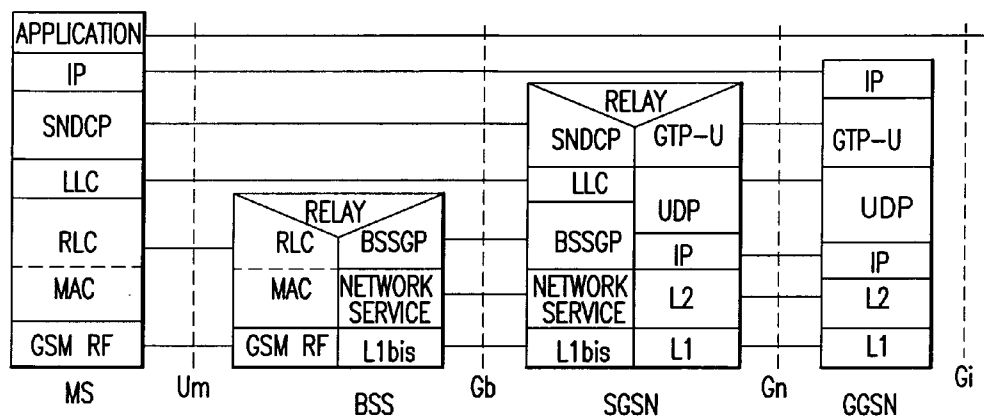 APPLICATION
IP
SNDCP
LLC
RLC
MAC
GSM RF
MS
Um
RELAY
RLC
BSSGP
MAC
NETWORK
SERVICE
GSM RF
L1bis
BSS
Gb
RELAY
SNDCP
GTP-U
LLC
UDP
BSSGP
IP
NETWORK
SERVICE
L2
L1bis
L1
SGSN
Gn
IP
GTP-U
UDP
IP
L2
L1
GGSN
Gi